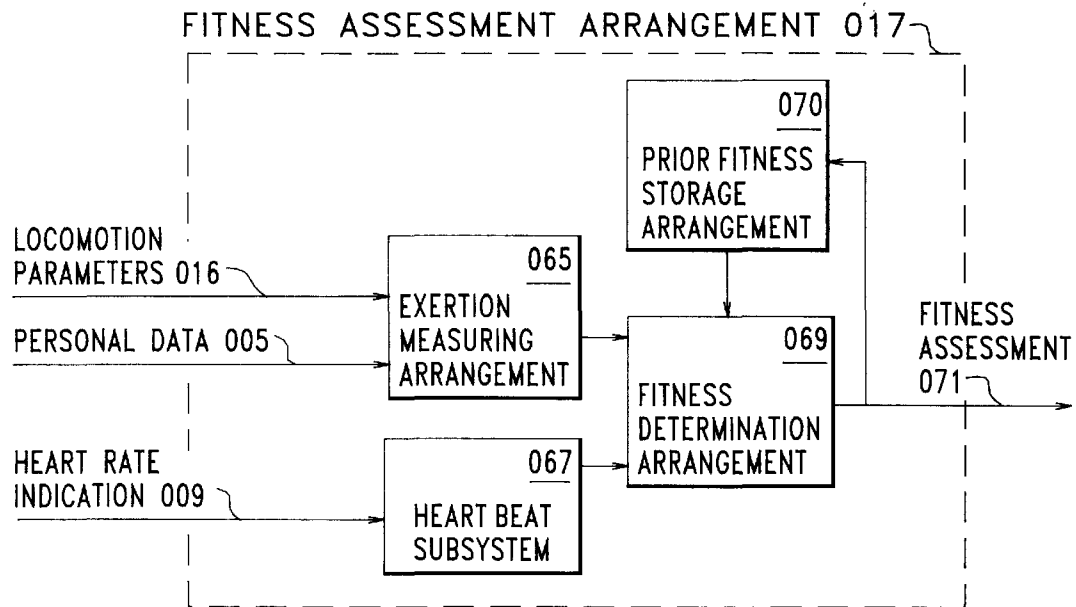 FITNESS ASSESSMENT ARRANGEMENT 017
070
PRIOR FITNESS
STORAGE
ARRANGEMENT
LOCOMOTION
PARAMETERS 016
PERSONAL DATA 005
065
EXERTION
MEASURING
ARRANGEMENT
069
FITNESS
DETERMINATION
ARRANGEMENT
FITNESS
ASSESSMENT
071
HEART RATE
INDICATION 009
067
HEART BEAT
SUBSYSTEM